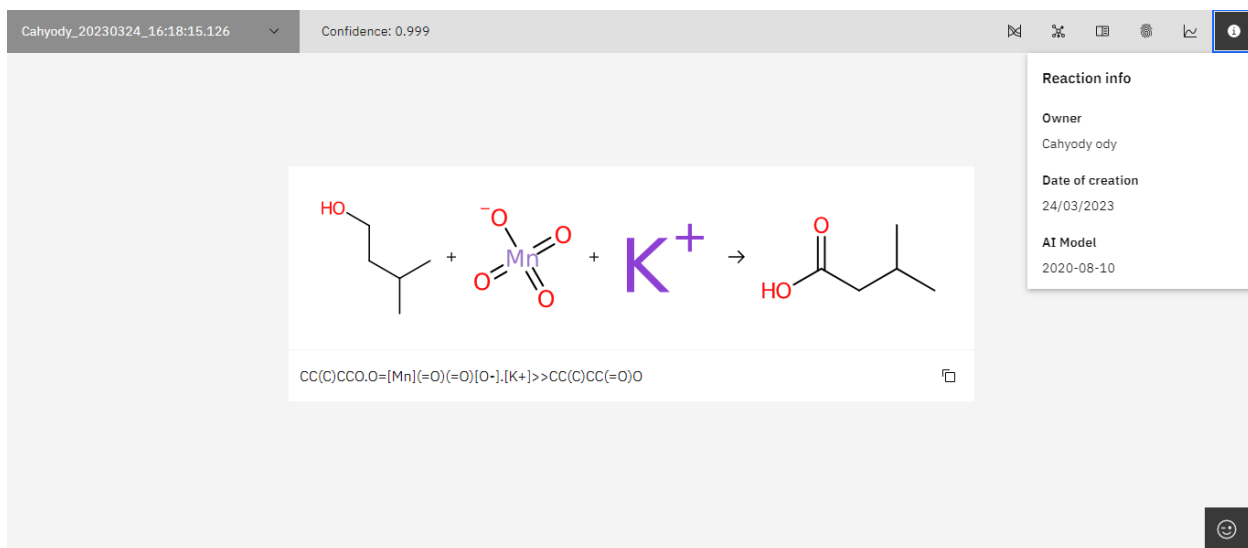 Cahyody_20230324_16:18:15.126 Confidence: 0.999
Reaction info
Owner
Cahyody ody
Date of creation
24/03/2023
AI Model
2020-08-10
HO
−O
O
Mn
O
O
+
+
K+
→
O
HO
CC(C)CCO.O=[Mn](=O)(=O)[O-].[K+]>>CC(C)CC(=O)O